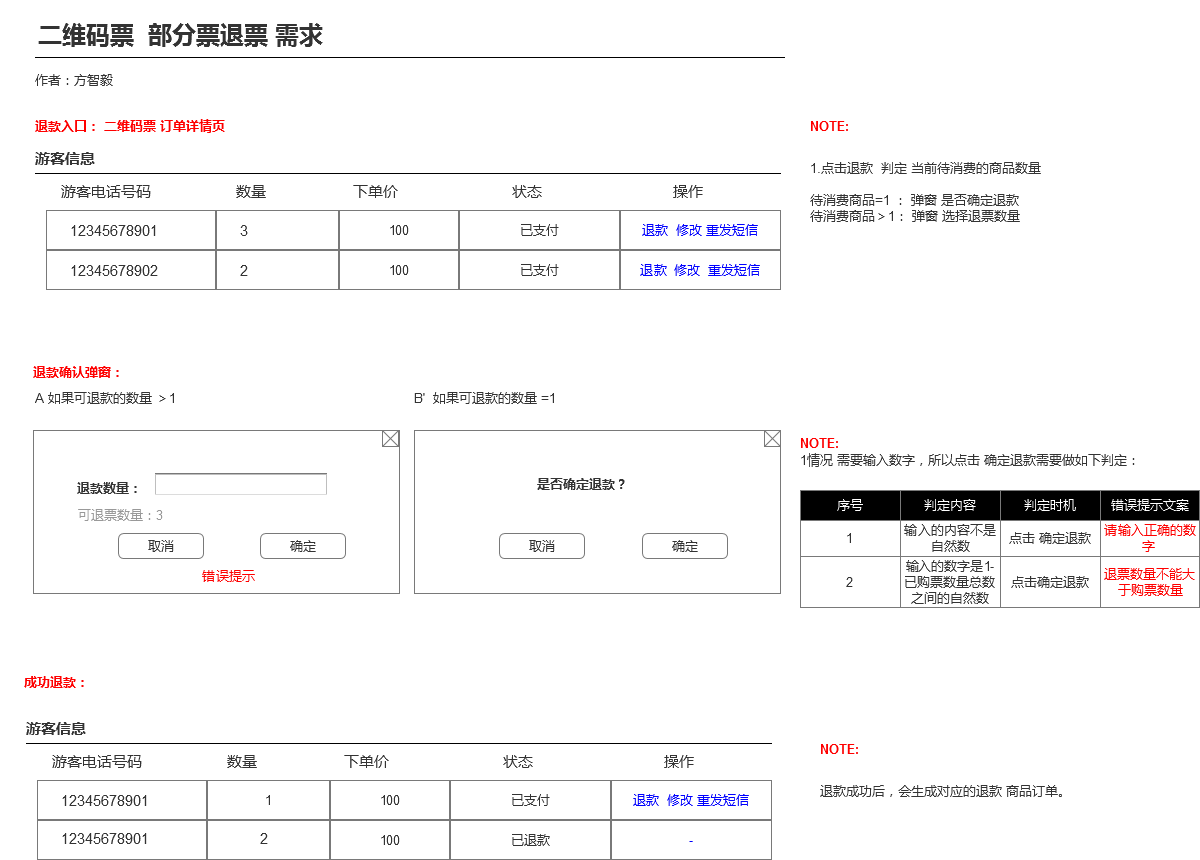 二维码票 部分票退票 需求
作者：方智毅
退款入口： 二维码票 订单详情页
游客信息
游客电话号码 数量 下单价 状态 操作
12345678901 3 100 已支付 退款 修改 重发短信
12345678902 2 100 已支付 退款 修改 重发短信
NOTE:
1.点击退款 判定 当前待消费的商品数量
待消费商品=1 ： 弹窗 是否确定退款
待消费商品＞1： 弹窗 选择退票数量
退款确认弹窗：
A 如果可退款的数量 ＞1
退款数量：
可退票数量：3
取消 确定
错误提示
B' 如果可退款的数量 =1
是否确定退款？
取消 确定
NOTE:
1情况 需要输入数字，所以点击 确定退款需要做如下判定：
序号 判定内容 判定时机 错误提示文案
1 输入的内容不是 点击 确定退款 请输入正确的数
自然数 字
2 输入的数字是1- 点击确定退款 退票数量不能大
已购票数量总数 于购票数量
之间的自然数
成功退款：
游客信息
游客电话号码 数量 下单价 状态 操作
12345678901 1 100 已支付 退款 修改 重发短信
12345678901 2 100 已退款 -
NOTE:
退款成功后，会生成对应的退款 商品订单。